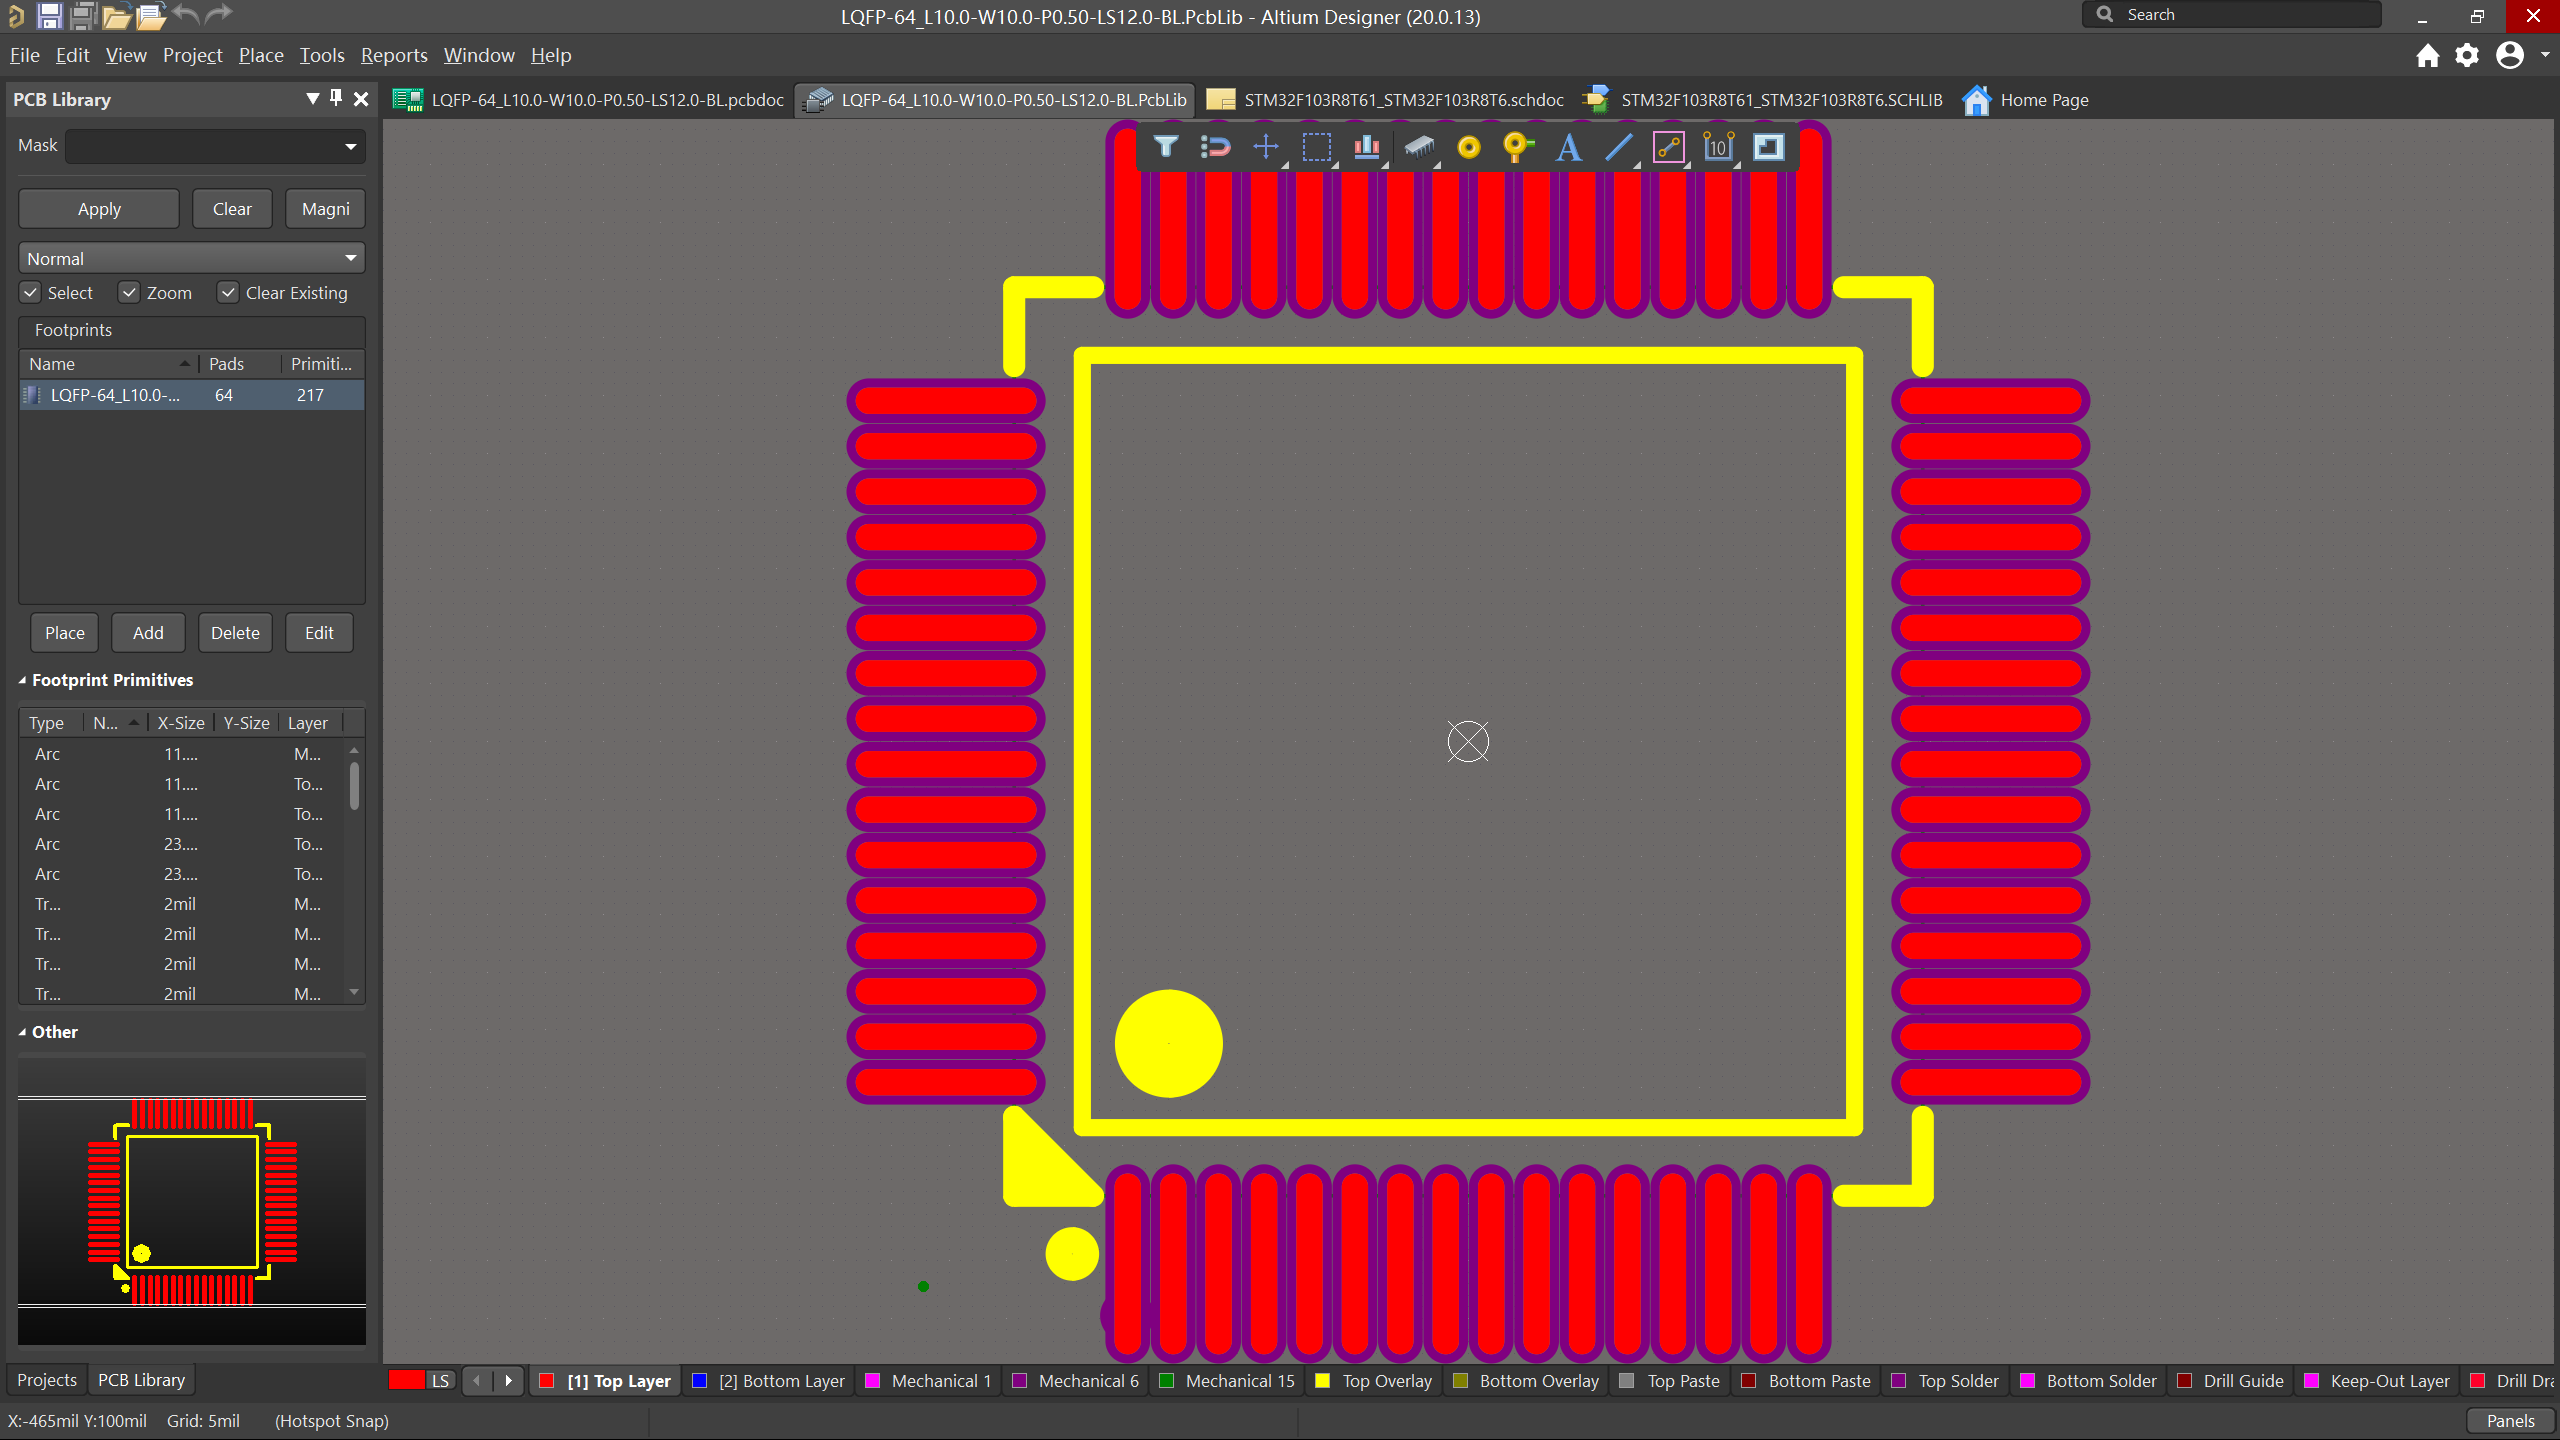 LQFP-64_L10.0-W10.0-P0.50-LS12.0-BL.PcbLib - Altium Designer (20.0.13)
Search
File Edit View Project Place Tools Reports Window Help
PCB Library
LQFP-64_L10.0-W10.0-P0.50-LS12.0-BL.pcbdoc
LQFP-64_L10.0-W10.0-P0.50-LS12.0-BL.PcbLib
STM32F103R8T61_STM32F103R8T6.schdoc
STM32F103R8T61_STM32F103R8T6.SCHLIB
Home Page
Mask
Apply Clear Magni
Normal
Select Zoom Clear Existing
Footprints
Name Pads Primiti...
LQFP-64_L10.0-... 64 217
Place Add Delete Edit
Footprint Primitives
Type N... X-Size Y-Size Layer
Arc 11.... M...
Arc 11.... To...
Arc 11.... To...
Arc 23.... To...
Arc 23.... To...
Tr... 2mil M...
Tr... 2mil M...
Tr... 2mil M...
Tr... 2mil M...
Other
A
10
Projects PCB Library
LS [1] Top Layer [2] Bottom Layer Mechanical 1 Mechanical 6 Mechanical 15 Top Overlay Bottom Overlay Top Paste Bottom Paste Top Solder Bottom Solder Drill Guide Keep-Out Layer Drill Dra
X:-465mil Y:100mil Grid: 5mil (Hotspot Snap)
Panels